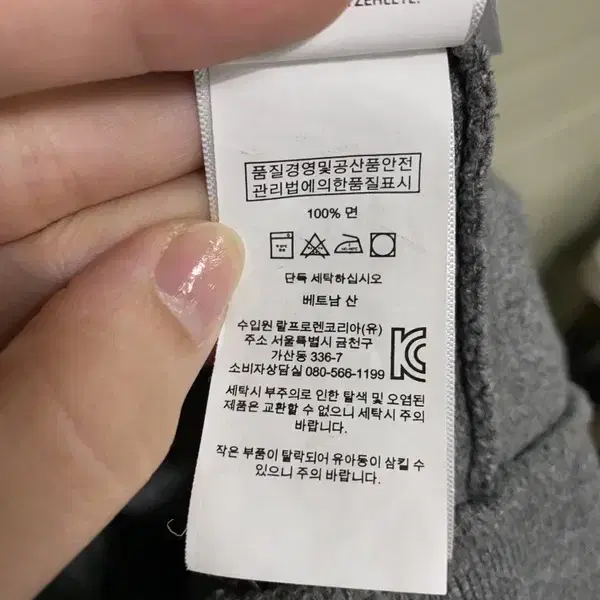 품질경영및공산품안전
관리법에의한품질표시
100% 면
단독 세탁하십시오
베트남 산
수입원 랄프로렌코리아(유)
주소 서울특별시 금천구
가산동 336-7
소비자상담실 080-566-1199
세탁시 부주의로 인한 탈색 및 오염된
제품은 교환할 수 없으니 세탁시 주의
바랍니다.
작은 부품이 탈락되어 유아동이 삼킬 수
있으니 주의 바랍니다.